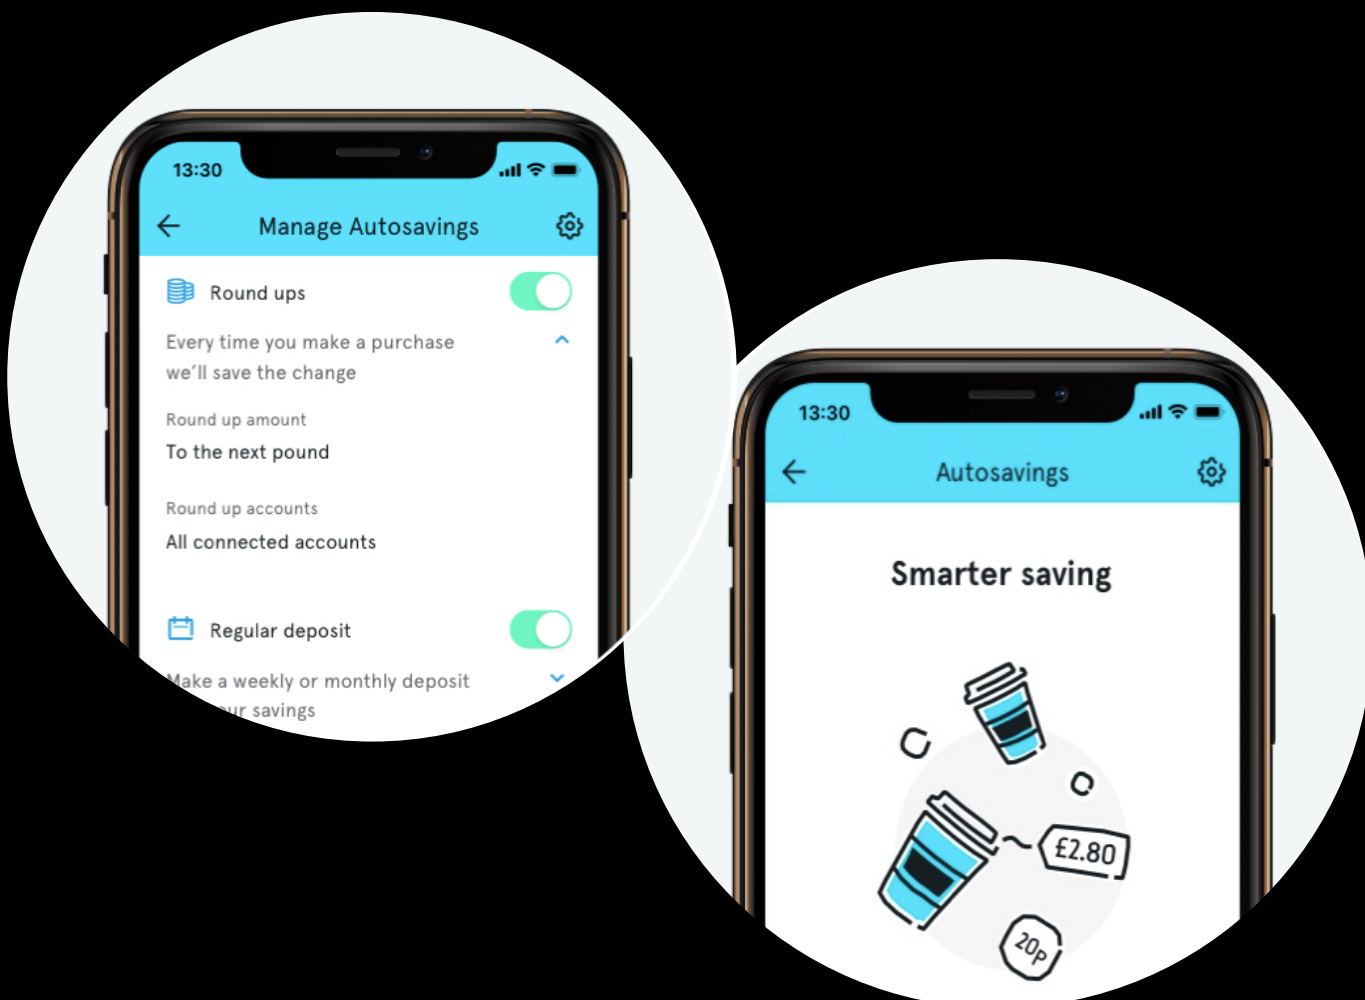 13:30
Manage Autosavings
Round ups
Every time you make a purchase
we’ll save the change
Round up amount
To the next pound
Round up accounts
All connected accounts
Regular deposit
Make a weekly or monthly deposit
savings
13:30
Autosavings
Smarter saving
£2.80
20p